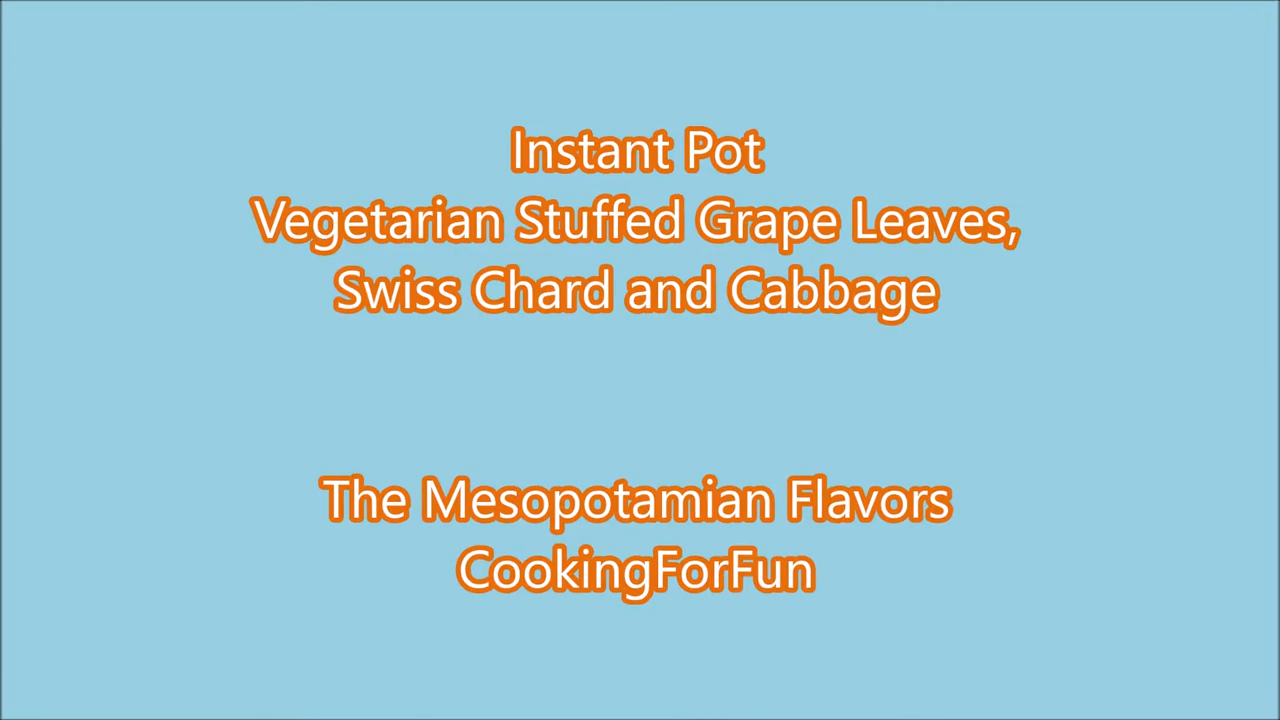 Instant Pot
Vegetarian Stuffed Grape Leaves,
Swiss Chard and Cabbage
The Mesopotamian Flavors
CookingForFun